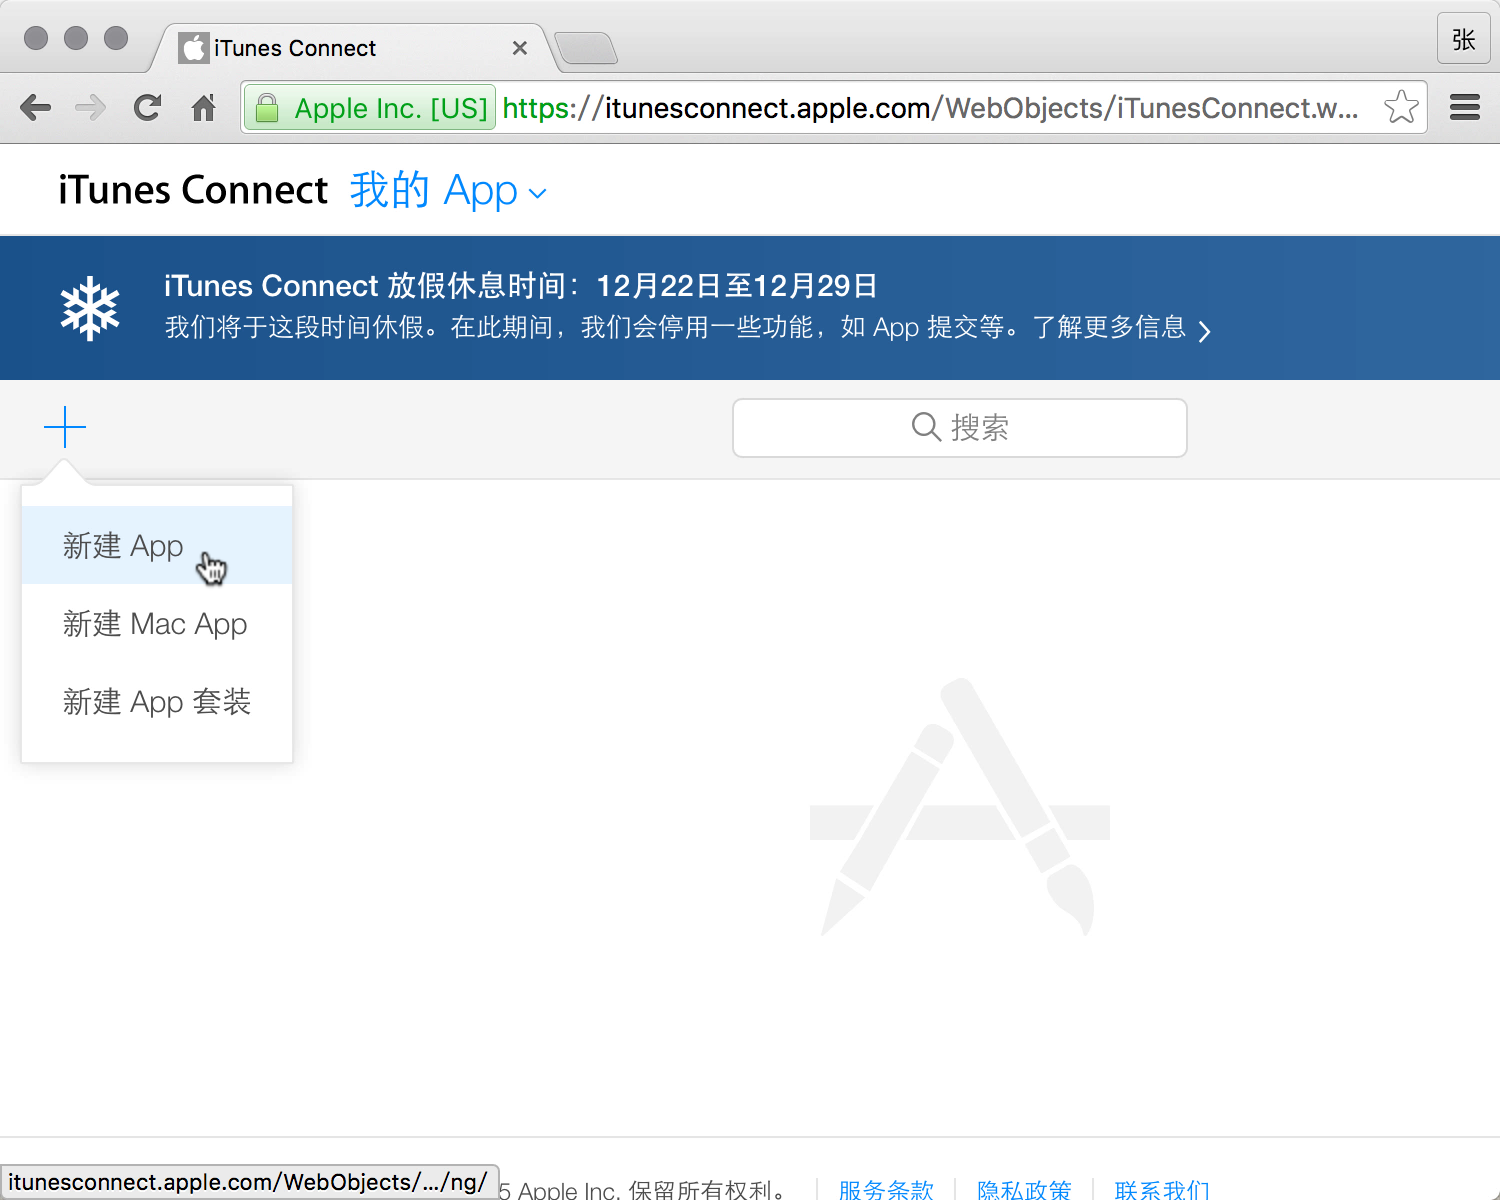 iTunes Connect
张
Apple Inc. [US] https://itunesconnect.apple.com/WebObjects/iTunesConnect.w...
iTunes Connect 我的 App
iTunes Connect 放假休息时间：12月22日至12月29日
我们将于这段时间休假。在此期间，我们会停用一些功能，如 App 提交等。了解更多信息
搜索
新建 App
新建 Mac App
新建 App 套装
itunesconnect.apple.com/WebObjects/.../ng/
5 Apple Inc. 保留所有权利。 服务条款 隐私政策 联系我们